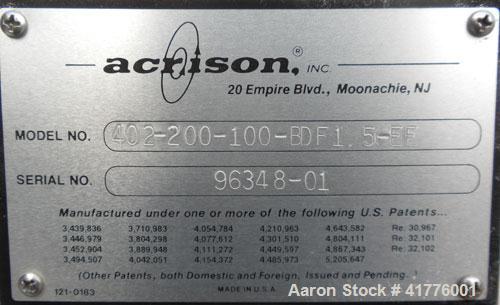 acrison,® INC.
20 Empire Blvd., Moonachie, NJ
MODEL NO. 402-200-100-BDF1.5-EF
SERIAL NO. 96348-01
Manufactured under one or more of the following U.S. Patents...
3,439,836 3,710,983 4,054,784 4,210,963 4,643,582 Re. 30,967
3,446,979 3,804,298 4,077,612 4,301,510 4,804,111 Re. 32,101
3,452,904 3,889,948 4,111,272 4,449,597 4,867,343 Re. 32,102
3,494,507 4,042,051 4,154,372 4,485,973 5,205,647
(Other Patents, both Domestic and Foreign, Issued and Pending.)
121-0183 MADE IN U.S.A.
Aaron Stock # 41776001